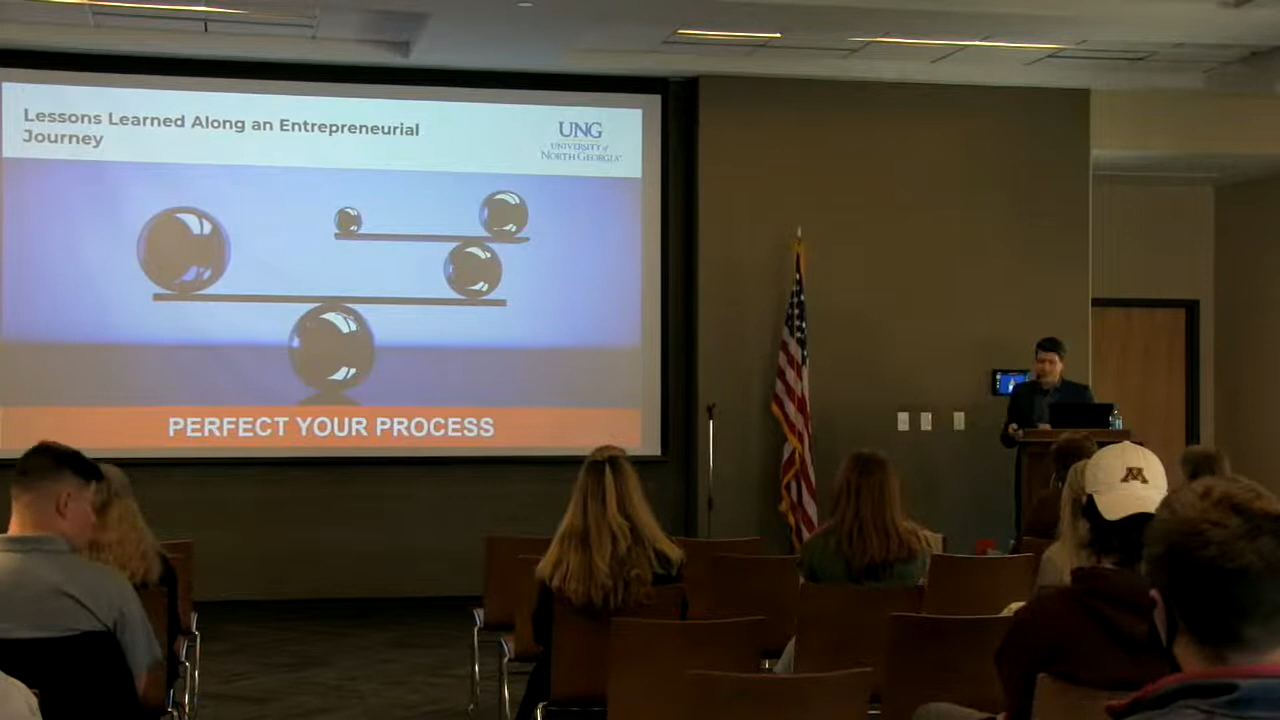 Lessons Learned Along an Entrepreneurial
Journey
UNG
UNIVERSITY of
NORTH GEORGIA
PERFECT YOUR PROCESS
M